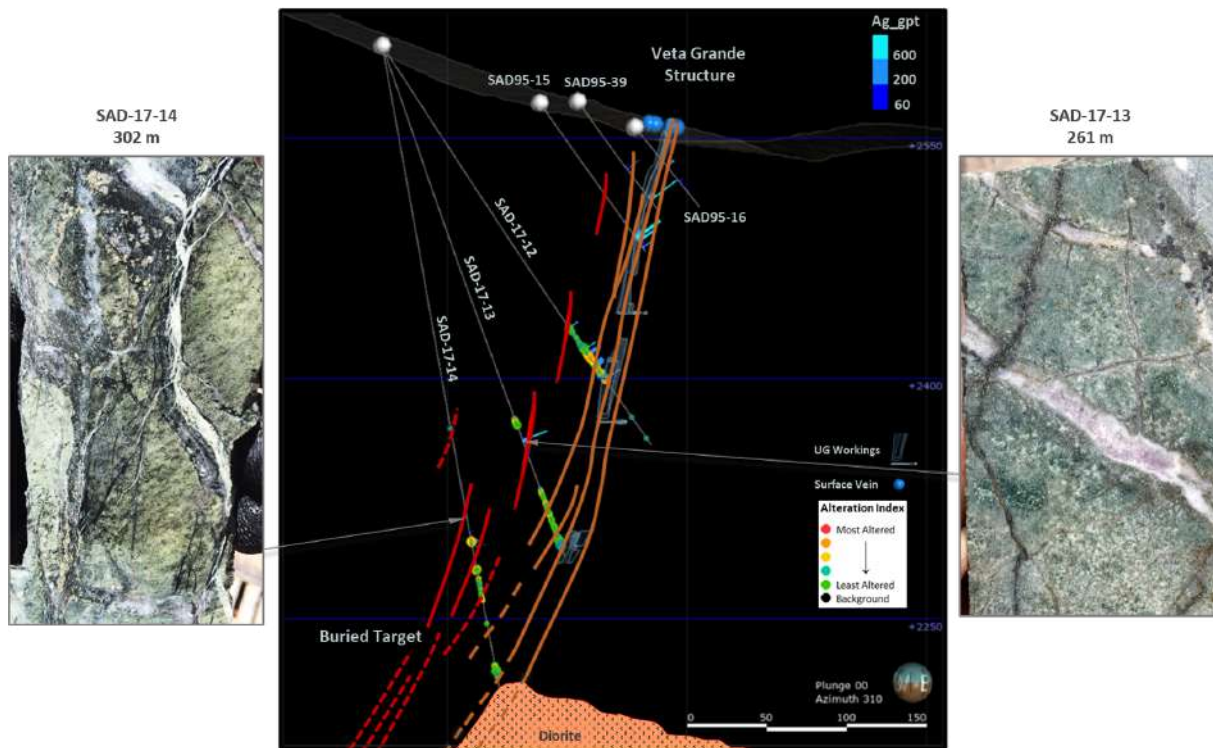 SAD-17-14
302 m
Veta Grande
Structure
SAD95-15
SAD95-39
Ag_gpt
600
200
60
SAD-17-13
261 m
+2550
SAD95-16
SAD-17-12
SAD-17-13
SAD-17-14
+2400
UG Workings
Surface Vein
Alteration Index
Most Altered
Least Altered
Background
+2250
Buried Target
Plunge 00
Azimuth 310
E
0
50
100
150
Diorite